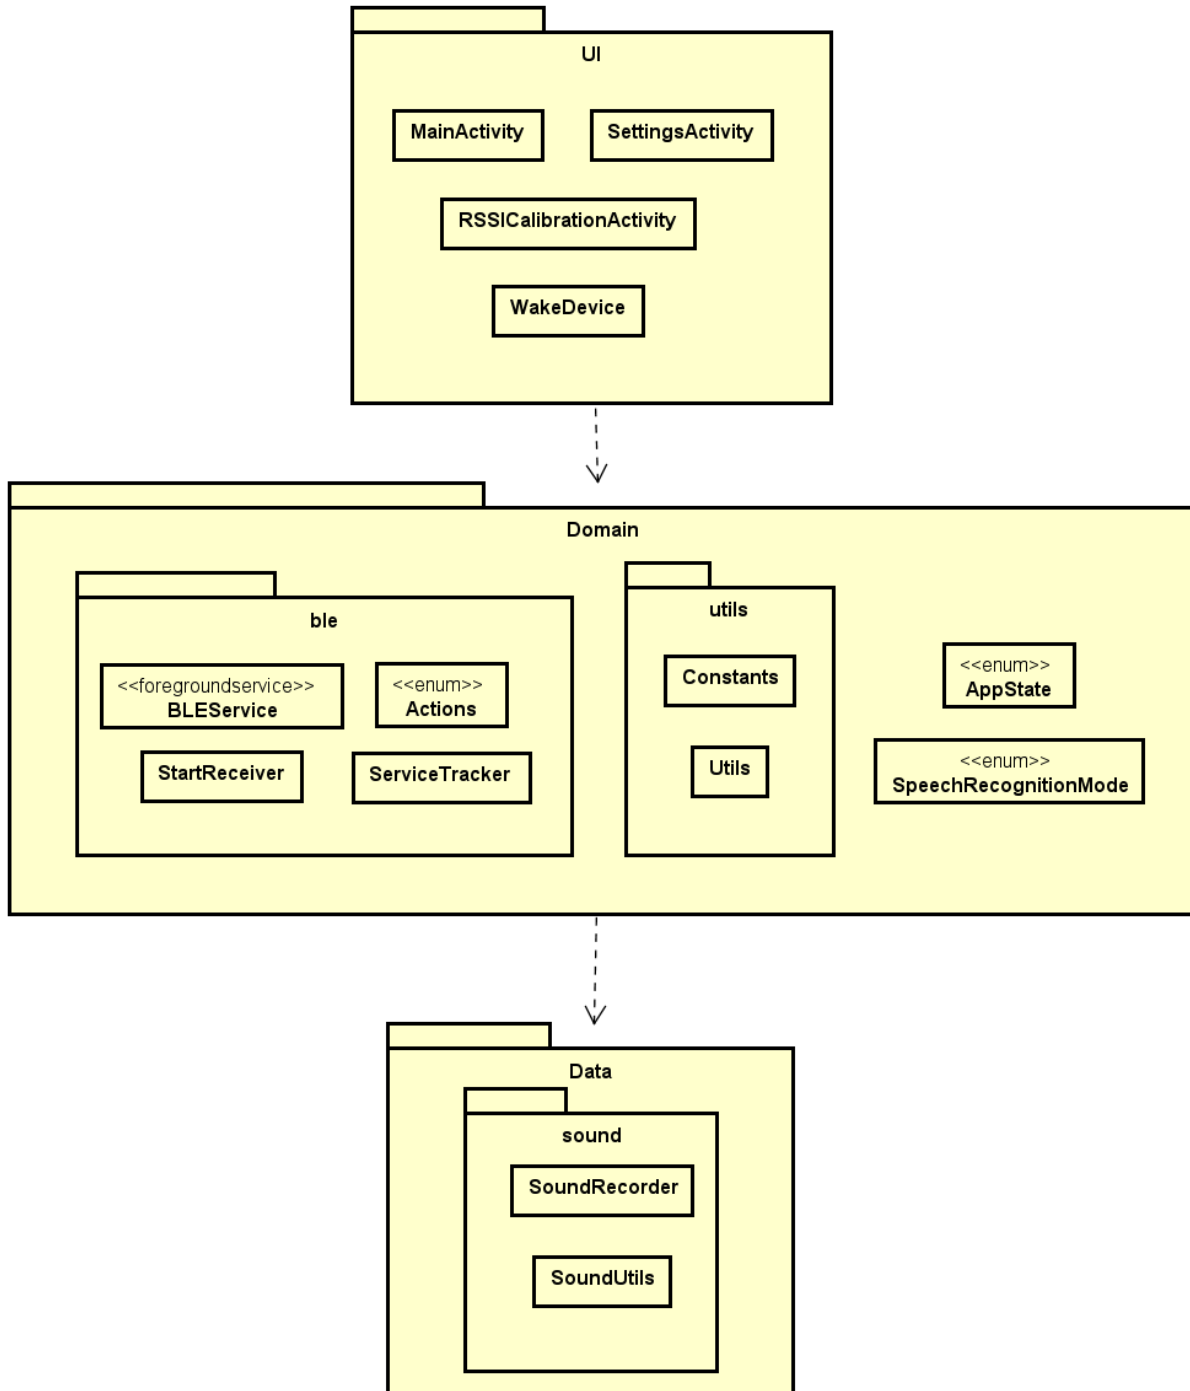 UI
MainActivity
SettingsActivity
RSSICalibrationActivity
WakeDevice
Domain
ble
<<foregroundservice>>
BLEService
<<enum>>
Actions
StartReceiver
ServiceTracker
utils
Constants
Utils
<<enum>>
AppState
<<enum>>
SpeechRecognitionMode
Data
sound
SoundRecorder
SoundUtils